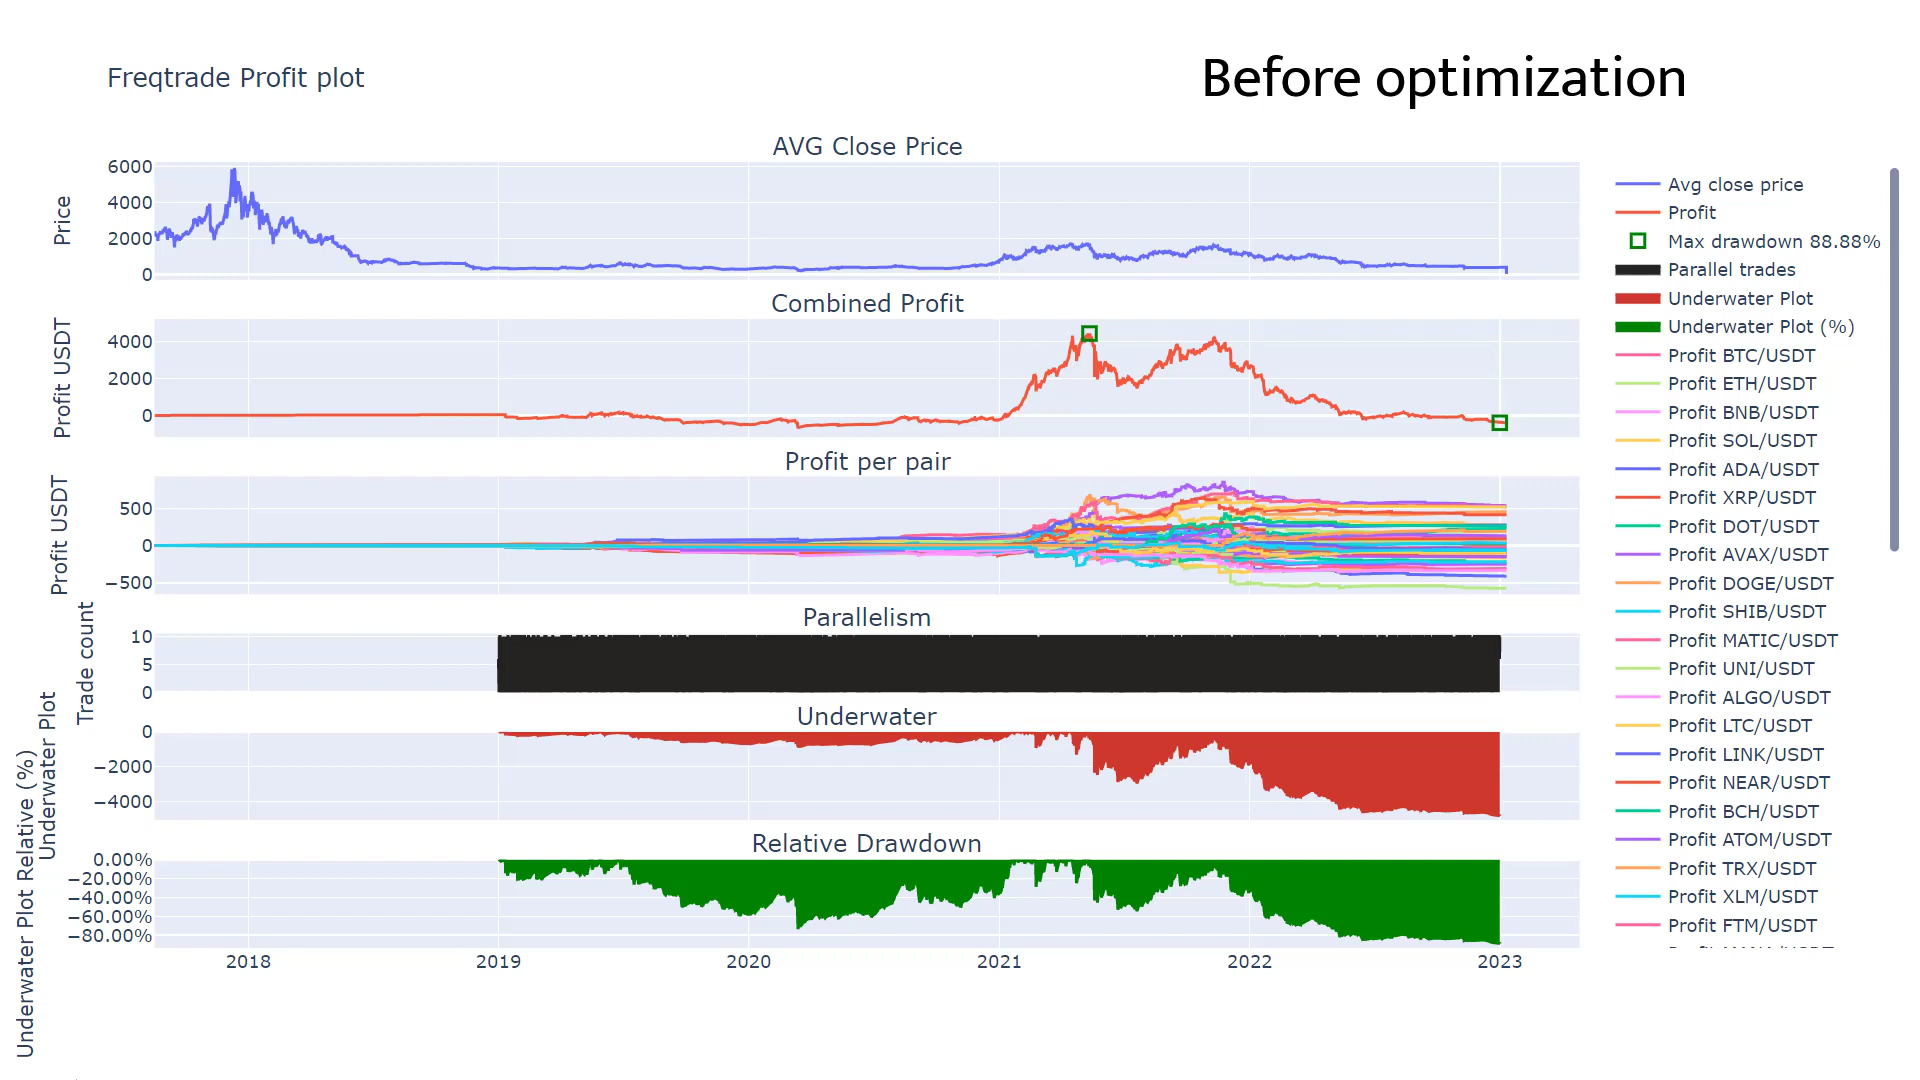 Freqtrade Profit plot
Before optimization
AVG Close Price
Price
6000
4000
2000
0
Combined Profit
Profit USDT
4000
2000
0
Profit per pair
Profit USDT
500
0
−500
Parallelism
Trade count
10
5
0
Underwater
Underwater Plot
0
−2000
−4000
Relative Drawdown
Underwater Plot Relative (%)
0.00%
−20.00%
−40.00%
−60.00%
−80.00%
2018 2019 2020 2021 2022 2023
Avg close price
Profit
Max drawdown 88.88%
Parallel trades
Underwater Plot
Underwater Plot (%)
Profit BTC/USDT
Profit ETH/USDT
Profit BNB/USDT
Profit SOL/USDT
Profit ADA/USDT
Profit XRP/USDT
Profit DOT/USDT
Profit AVAX/USDT
Profit DOGE/USDT
Profit SHIB/USDT
Profit MATIC/USDT
Profit UNI/USDT
Profit ALGO/USDT
Profit LTC/USDT
Profit LINK/USDT
Profit NEAR/USDT
Profit BCH/USDT
Profit ATOM/USDT
Profit TRX/USDT
Profit XLM/USDT
Profit FTM/USDT